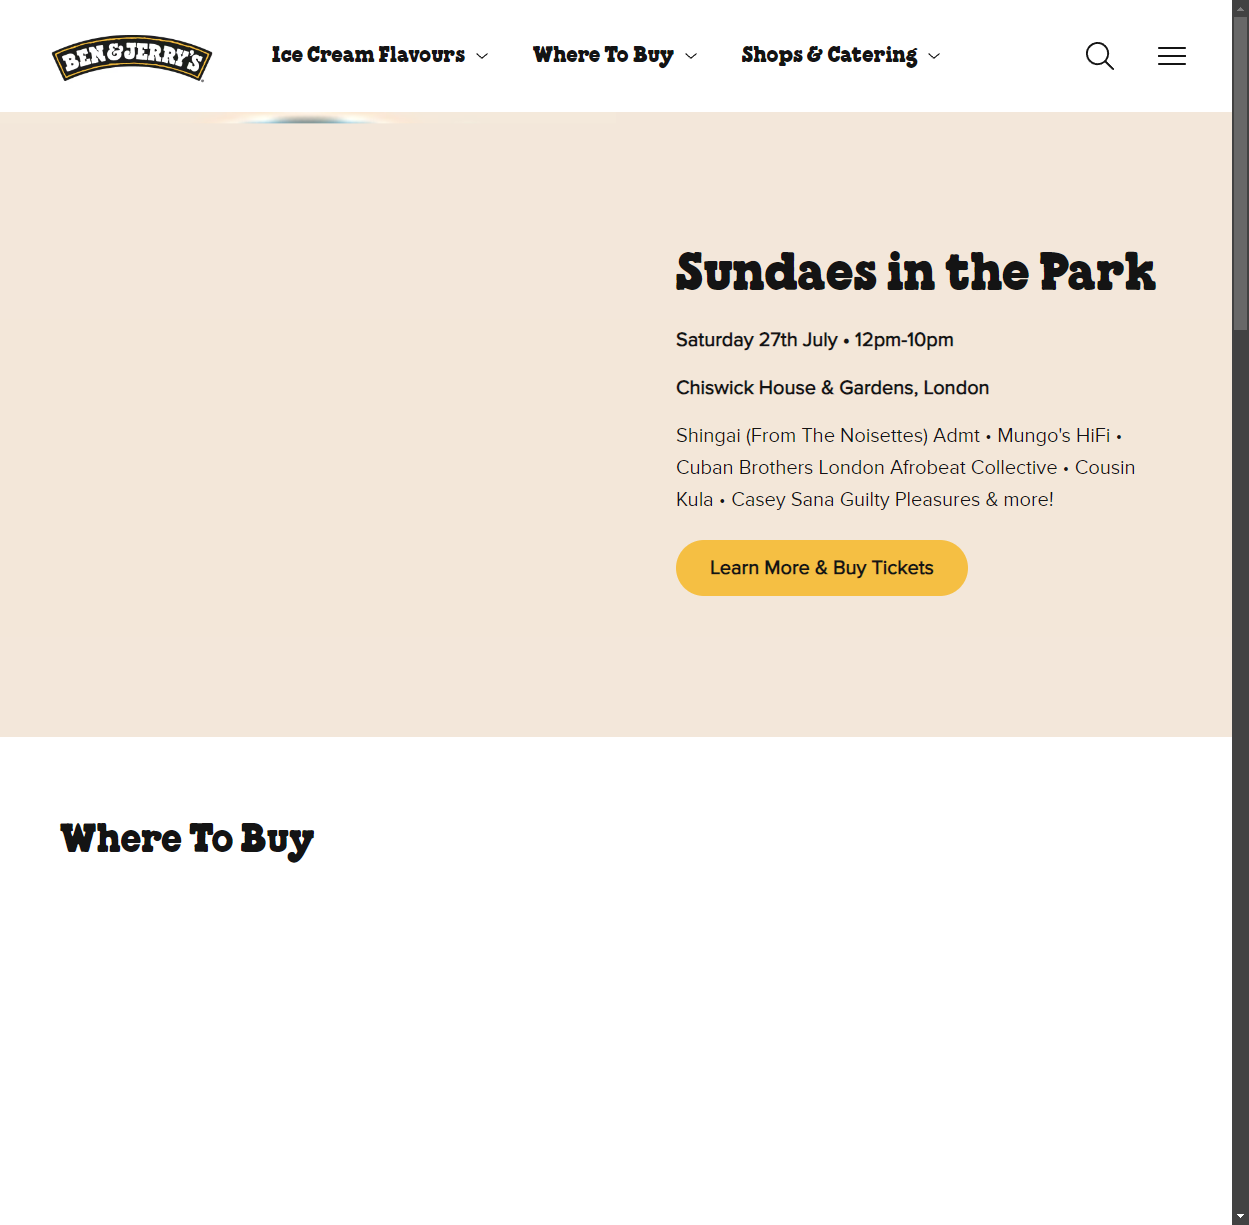 BEN & JERRY'S
Ice Cream Flavours
Where To Buy
Shops & Catering
Sundaes in the Park
Saturday 27th July • 12pm-10pm
Chiswick House & Gardens, London
Shingai (From The Noisettes) Admt • Mungo's HiFi •
Cuban Brothers London Afrobeat Collective • Cousin
Kula • Casey Sana Guilty Pleasures & more!
Learn More & Buy Tickets
Where To Buy